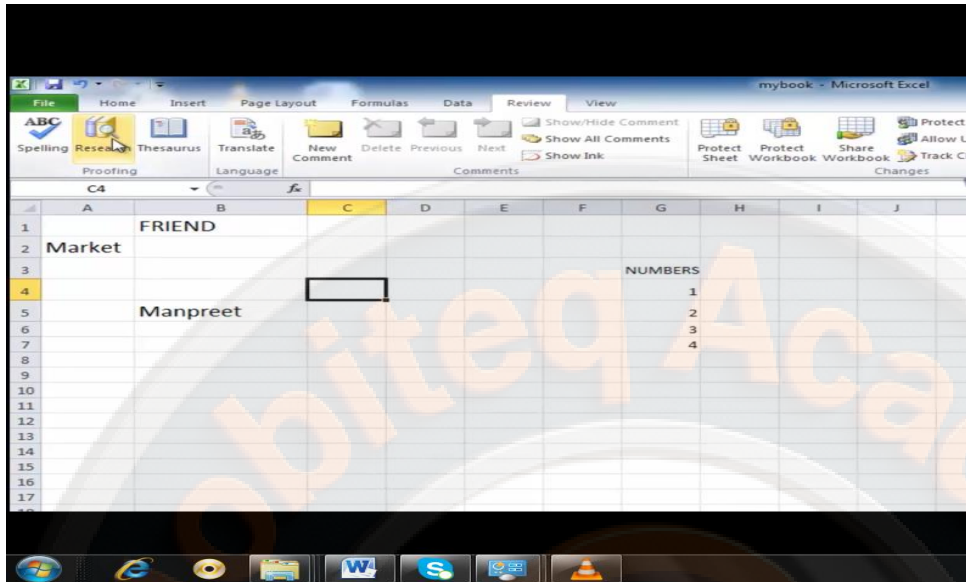 mybook - Microsoft Excel
File Home Insert Page Layout Formulas Data Review View
ABC
Spelling Research Thesaurus Translate New Comment Delete Previous Next Show/Hide Comment Show All Comments Show Ink Protect Sheet Protect Workbook Share Workbook Protect Allow Track C
Proofing Language Comments Changes
C4 fx
A B C D E F G H I J
1 FRIEND
2 Market
3 NUMBERS
4 1
5 Manpreet 2
6 3
7 4
8
9
10
11
12
13
14
15
16
17
obiteq Aca